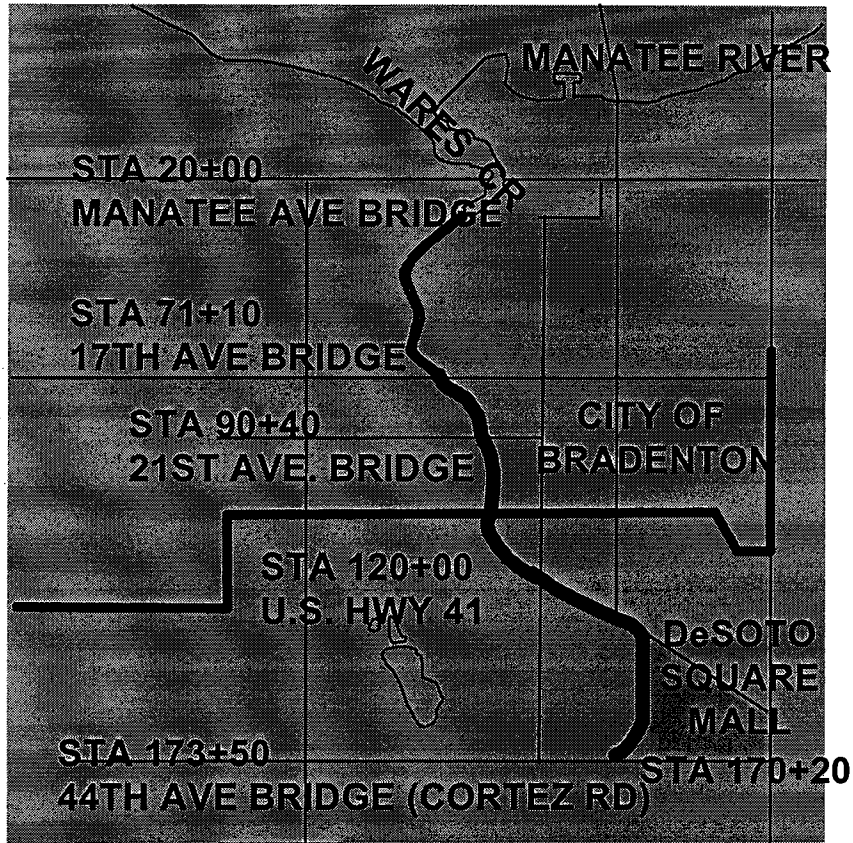 MANATEE RIVER
WARES CR
STA 20+00
MANATEE AVE BRIDGE
STA 71+10
17TH AVE BRIDGE
STA 90+40
21ST AVE. BRIDGE
CITY OF
BRADENTON
STA 120+00
U.S. HWY 41
DeSOTO
SQUARE
MALL
STA 173+50
44TH AVE BRIDGE (CORTEZ RD)
STA 170+20